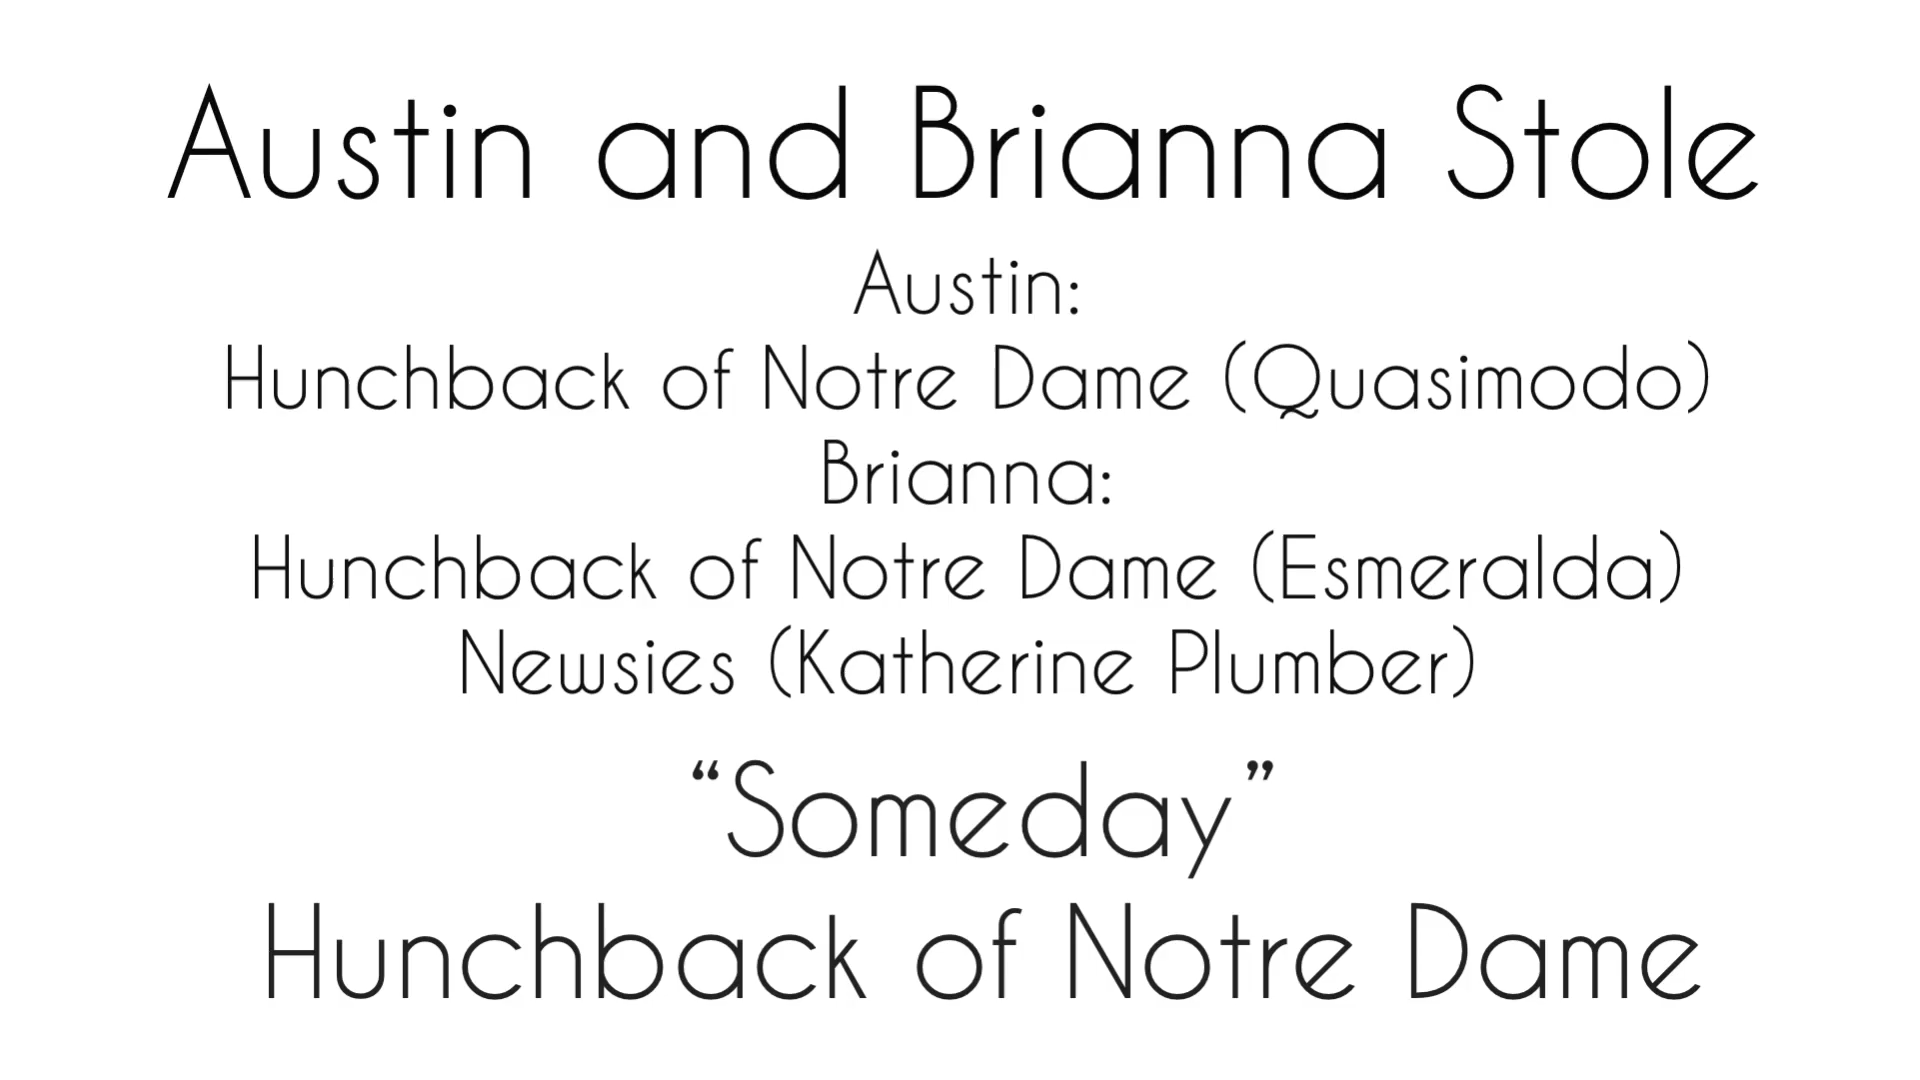 Austin and Brianna Stole
Austin:
Hunchback of Notre Dame (Quasimodo)
Brianna:
Hunchback of Notre Dame (Esmeralda)
Newsies (Katherine Plumber)
“Someday”
Hunchback of Notre Dame